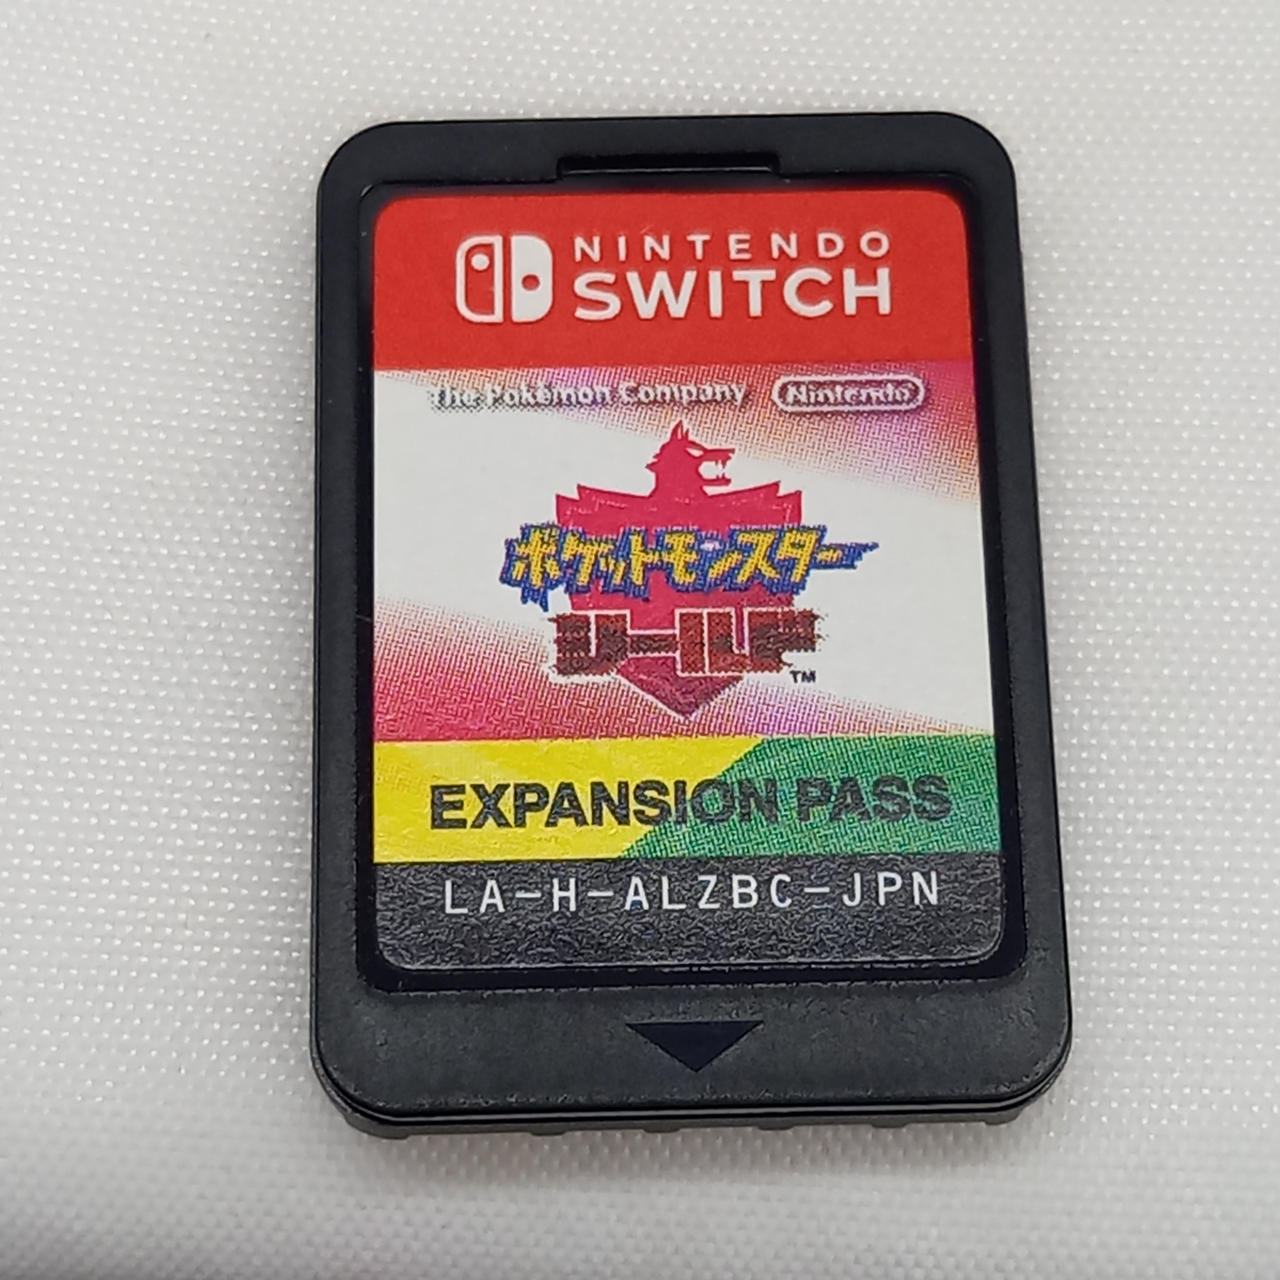 NINTENDO
SWITCH
The Pokémon Company Nintendo
ポケットモンスター
シールド
TM
EXPANSION PASS
LA-H-ALZBC-JPN